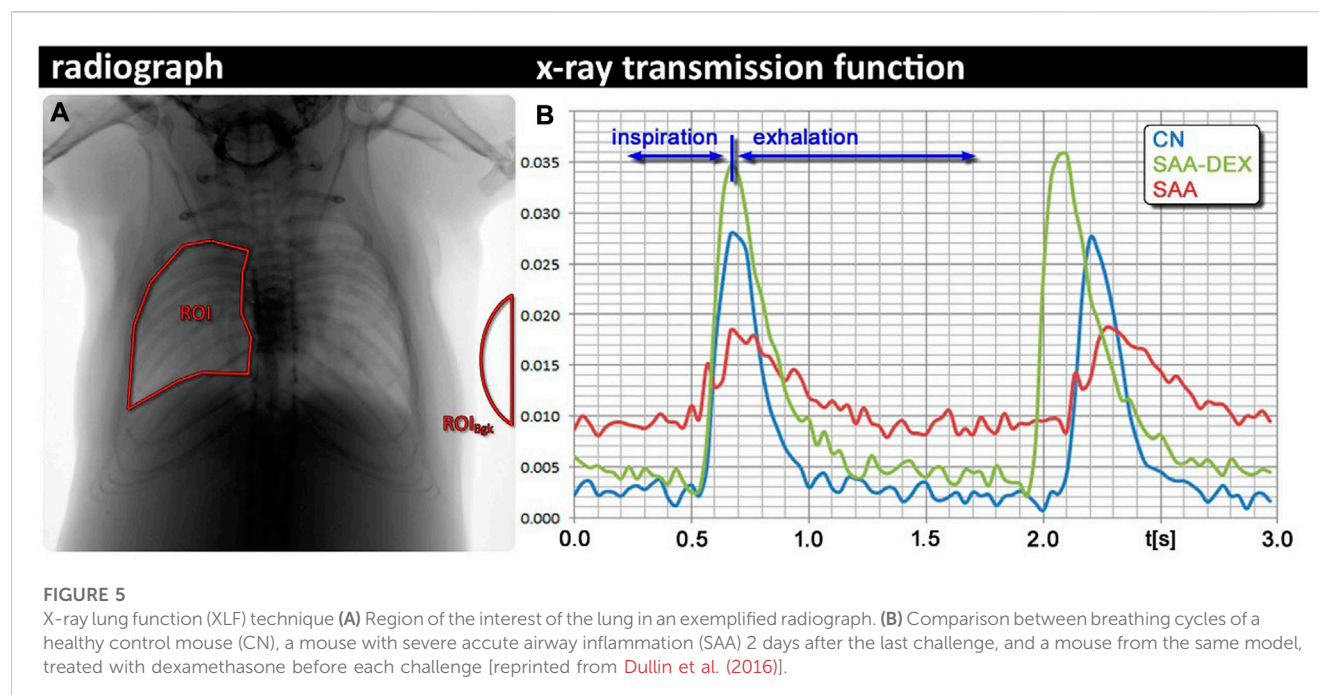 radiograph
x-ray transmission function
A
ROI
ROIBgk
B
inspiration
exhalation
CN
SAA-DEX
SAA
0.035
0.030
0.025
0.020
0.015
0.010
0.005
0.000
0.0 0.5 1.0 1.5 2.0 t[s] 3.0
FIGURE 5
X-ray lung function (XLF) technique (A) Region of the interest of the lung in an exemplified radiograph. (B) Comparison between breathing cycles of a
healthy control mouse (CN), a mouse with severe accute airway inflammation (SAA) 2 days after the last challenge, and a mouse from the same model,
treated with dexamethasone before each challenge [reprinted from Dullin et al. (2016)].